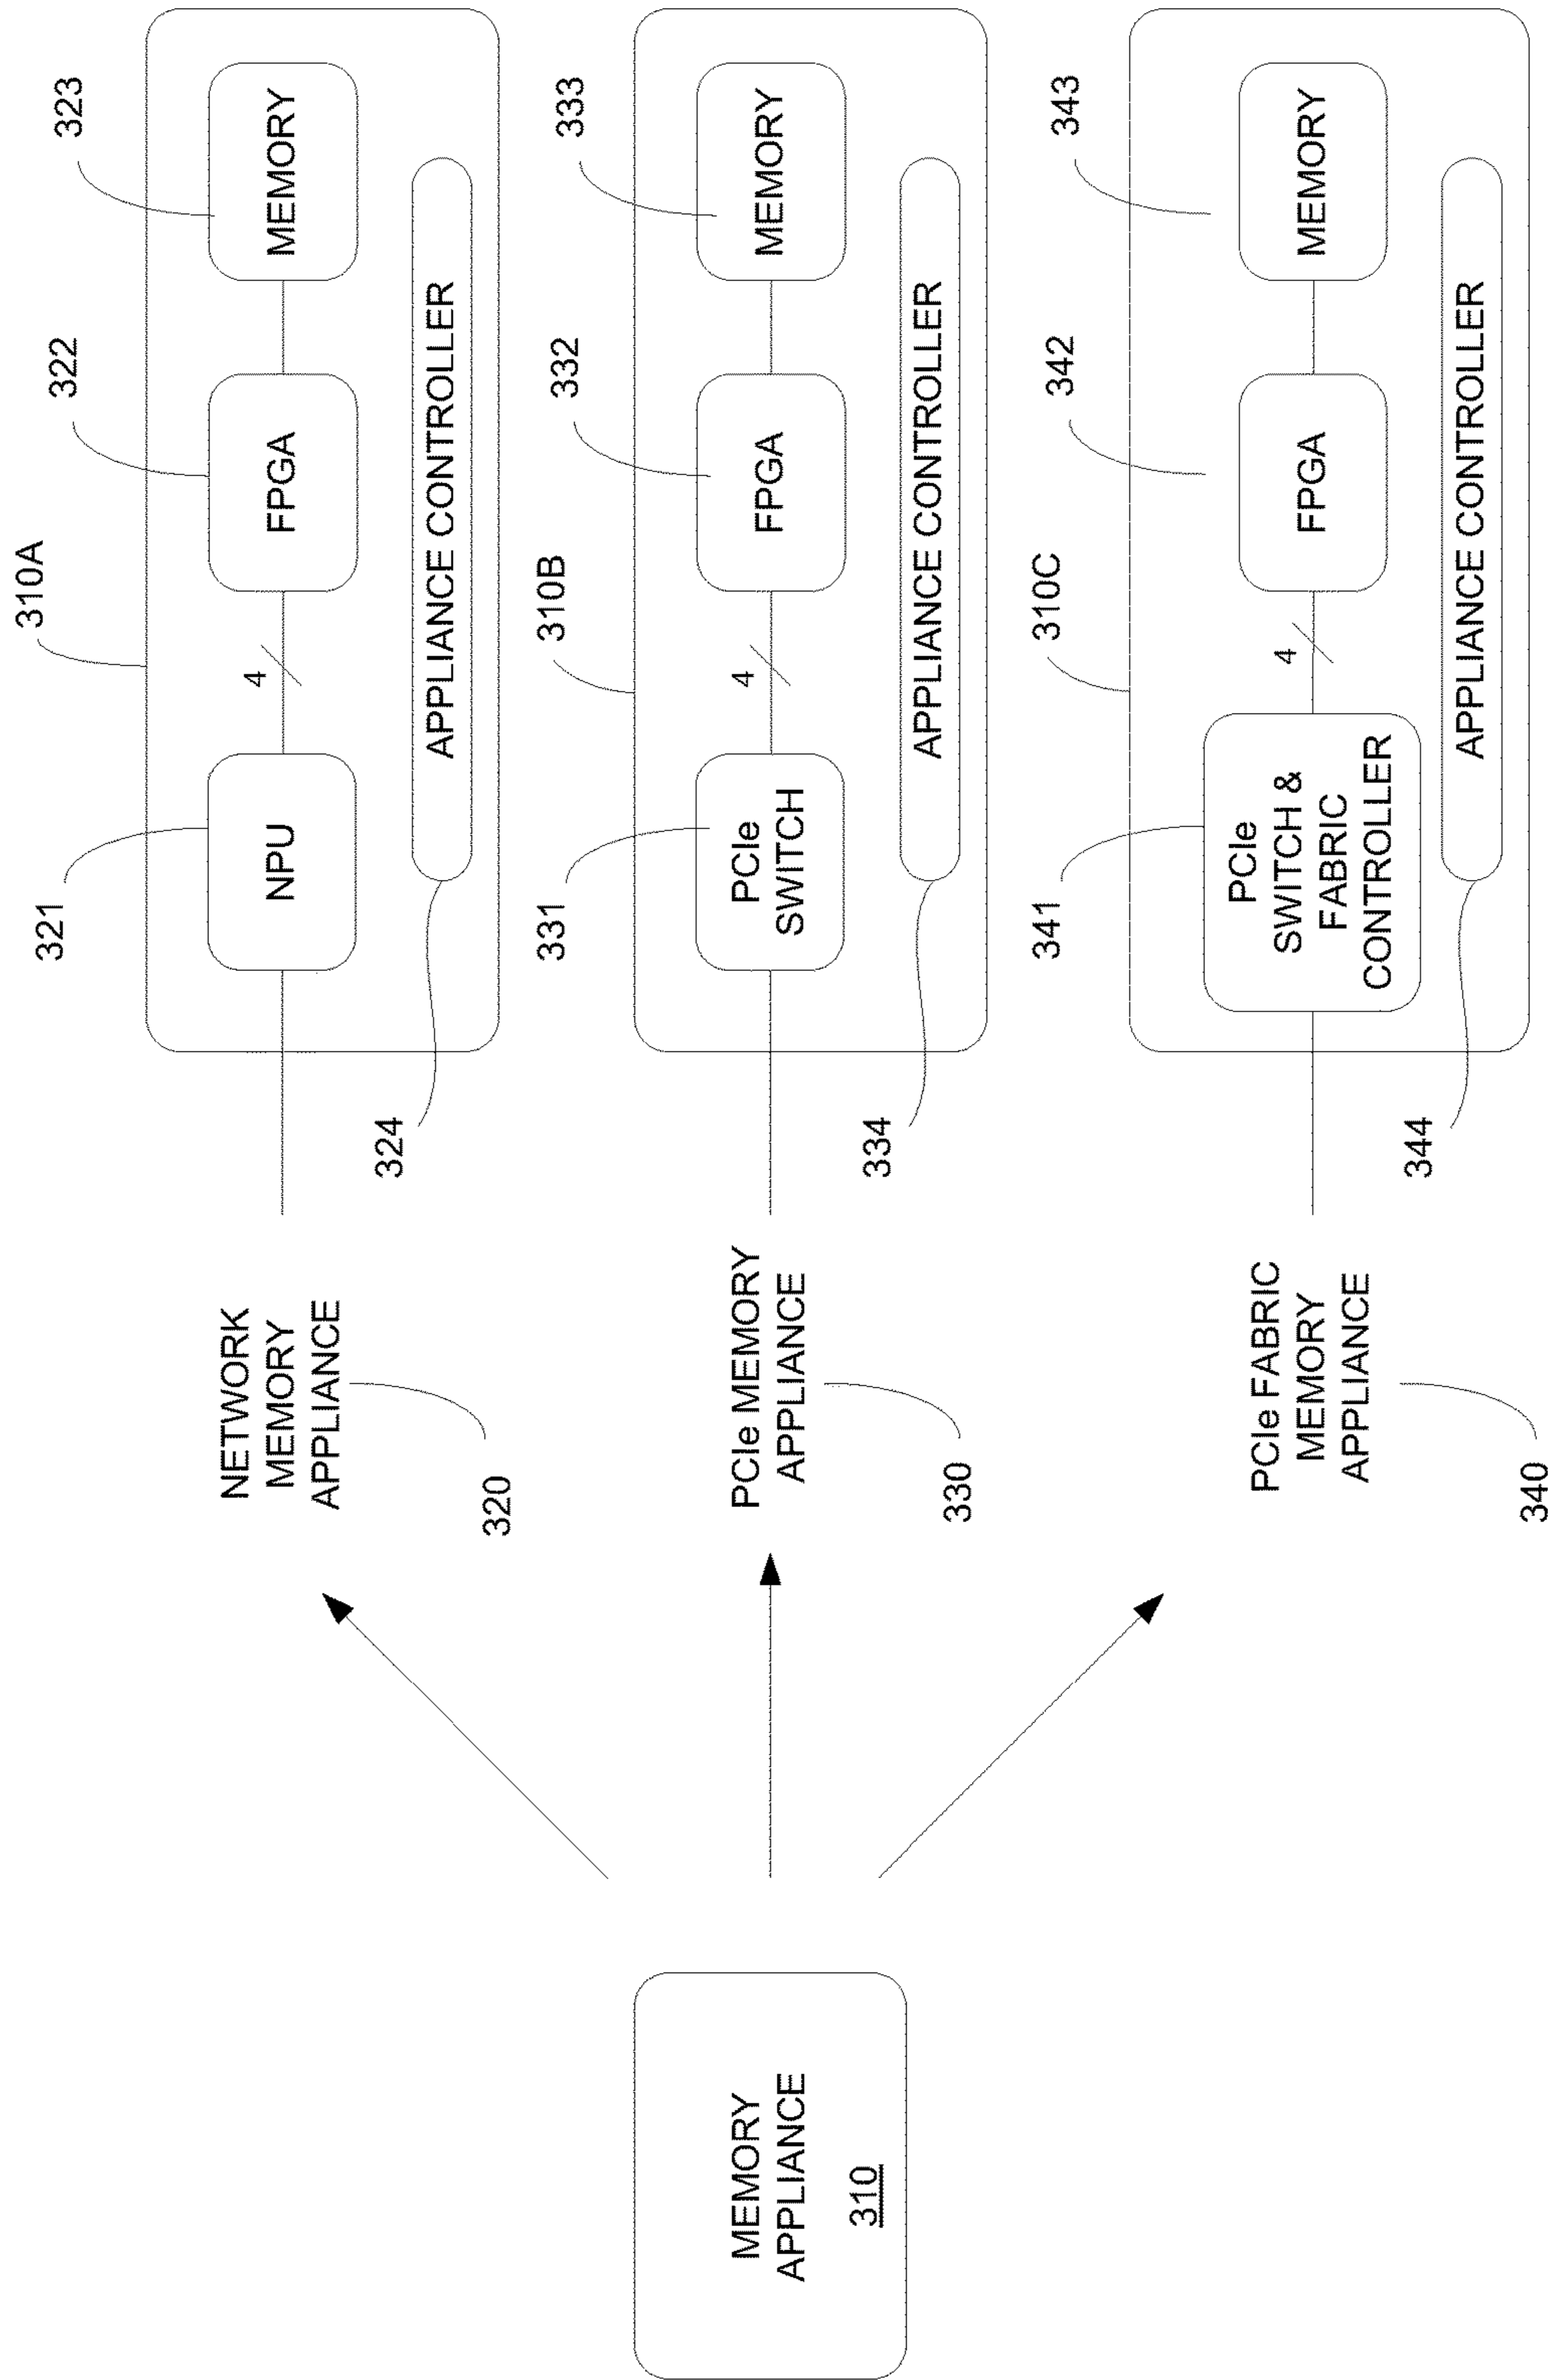 MEMORY
APPLIANCE
310
NETWORK
MEMORY
APPLIANCE
320
310A
321
NPU
4
322
FPGA
323
MEMORY
324
APPLIANCE CONTROLLER
PCIe MEMORY
APPLIANCE
330
310B
331
PCIe
SWITCH
4
332
FPGA
333
MEMORY
334
APPLIANCE CONTROLLER
PCIe FABRIC
MEMORY
APPLIANCE
340
310C
341
PCIe
SWITCH &
FABRIC
CONTROLLER
4
342
FPGA
343
MEMORY
344
APPLIANCE CONTROLLER